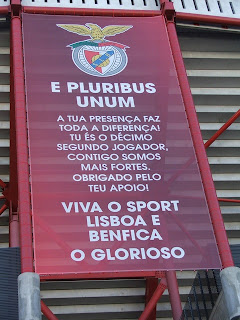 E PLURIBUS
UNUM
A TUA PRESENÇA FAZ
TODA A DIFERENÇA!
TU ÉS O DÉCIMO
SEGUNDO JOGADOR,
CONTIGO SOMOS
MAIS FORTES.
OBRIGADO PELO
TEU APOIO!
VIVA O SPORT
LISBOA E
BENFICA
O GLORIOSO